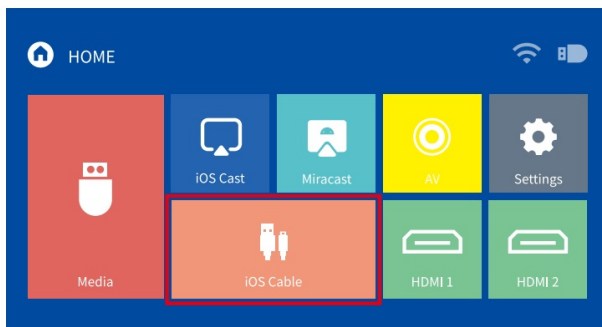 HOME
iOS Cast
Miracast
AV
Settings
Media
iOS Cable
HDMI 1
HDMI 2